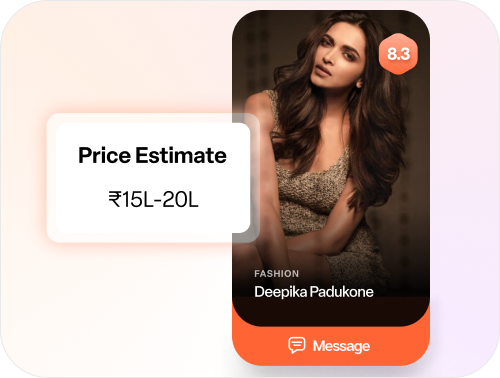 8.3
Price Estimate
₹15L-20L
FASHION
Deepika Padukone
Message